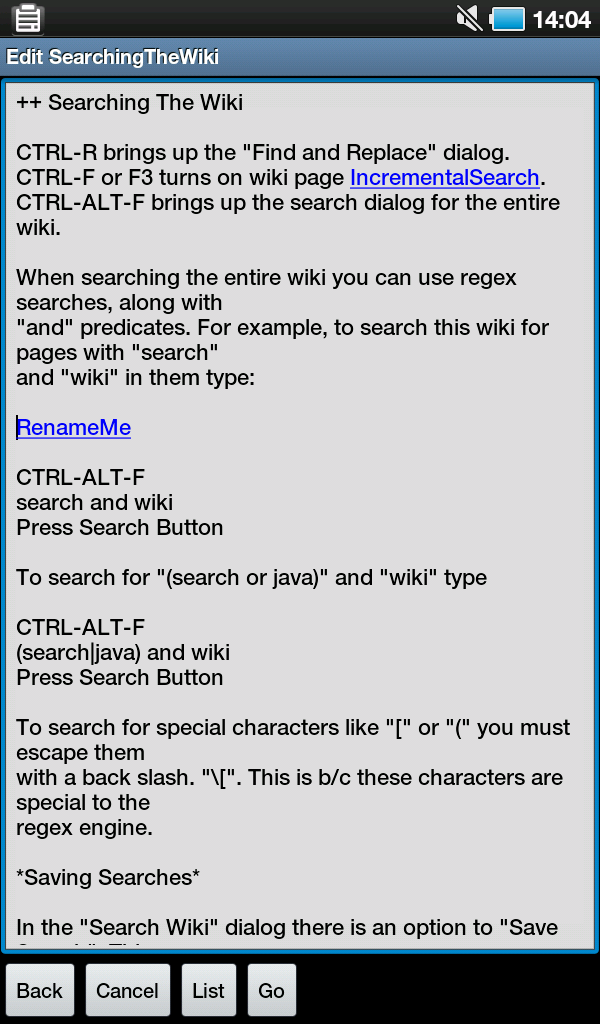 14:04
Edit SearchingTheWiki
++ Searching The Wiki
CTRL-R brings up the "Find and Replace" dialog.
CTRL-F or F3 turns on wiki page IncrementalSearch.
CTRL-ALT-F brings up the search dialog for the entire
wiki.
When searching the entire wiki you can use regex
searches, along with
"and" predicates. For example, to search this wiki for
pages with "search"
and "wiki" in them type:
RenameMe
CTRL-ALT-F
search and wiki
Press Search Button
To search for "(search or java)" and "wiki" type
CTRL-ALT-F
(search|java) and wiki
Press Search Button
To search for special characters like "[" or "(" you must
escape them
with a back slash. "\[". This is b/c these characters are
special to the
regex engine.
*Saving Searches*
In the "Search Wiki" dialog there is an option to "Save
Back Cancel List Go